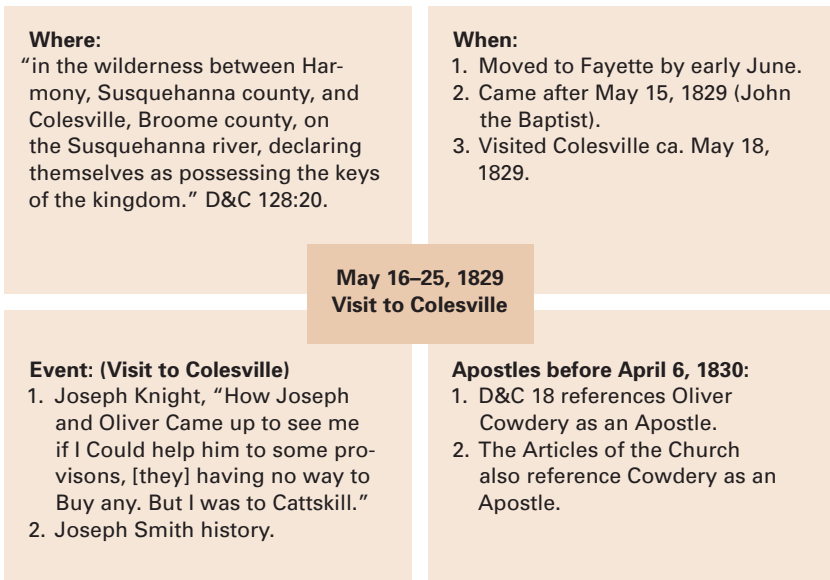 Where:
“in the wilderness between Har-
mony, Susquehanna county, and
Colesville, Broome county, on
the Susquehanna river, declaring
themselves as possessing the keys
of the kingdom.” D&C 128:20.
When:
1. Moved to Fayette by early June.
2. Came after May 15, 1829 (John
the Baptist).
3. Visited Colesville ca. May 18,
1829.
May 16–25, 1829
Visit to Colesville
Event: (Visit to Colesville)
1. Joseph Knight, “How Joseph
and Oliver Came up to see me
if I Could help him to some pro-
visons, [they] having no way to
Buy any. But I was to Cattskill.”
2. Joseph Smith history.
Apostles before April 6, 1830:
1. D&C 18 references Oliver
Cowdery as an Apostle.
2. The Articles of the Church
also reference Cowdery as an
Apostle.